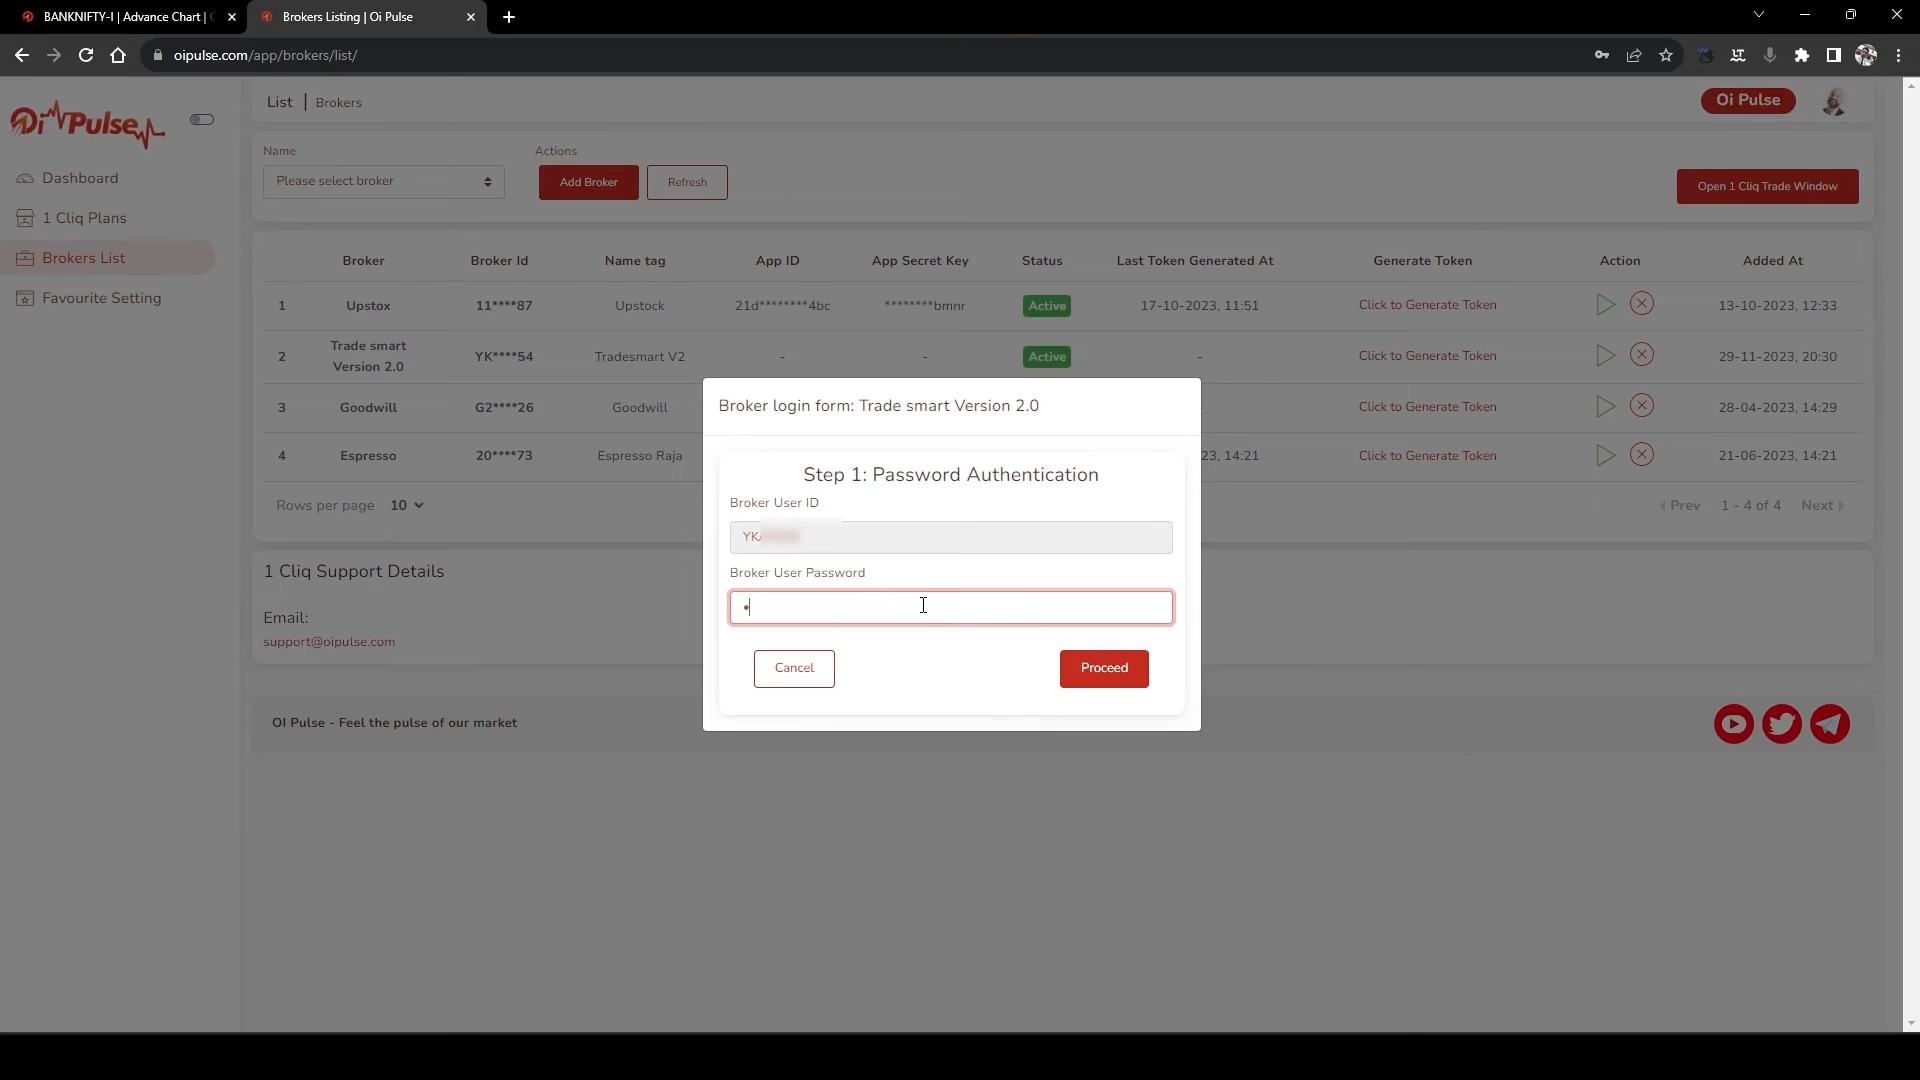 BANKNIFTY-I | Advance Chart |
Brokers Listing | Oi Pulse
oipulse.com/app/brokers/list/
Oi Pulse
List | Brokers
Oi Pulse
Dashboard
1 Cliq Plans
Brokers List
Favourite Setting
Name
Actions
Please select broker
Add Broker
Refresh
Open 1 Cliq Trade Window
Broker Broker Id Name tag App ID App Secret Key Status Last Token Generated At Generate Token Action Added At
1 Upstox 11****87 Upstock 21d********4bc ********bmnr Active 17-10-2023, 11:51 Click to Generate Token 13-10-2023, 12:33
2 Trade smart Version 2.0 YK****54 Tradesmart V2 - - Active - Click to Generate Token 29-11-2023, 20:30
3 Goodwill G2****26 Goodwill Click to Generate Token 28-04-2023, 14:29
4 Espresso 20****73 Espresso Raja 23, 14:21 Click to Generate Token 21-06-2023, 14:21
Rows per page 10
Prev 1 - 4 of 4 Next
Broker login form: Trade smart Version 2.0
Step 1: Password Authentication
Broker User ID
YK
Broker User Password
•
Cancel
Proceed
1 Cliq Support Details
Email:
support@oipulse.com
OI Pulse - Feel the pulse of our market